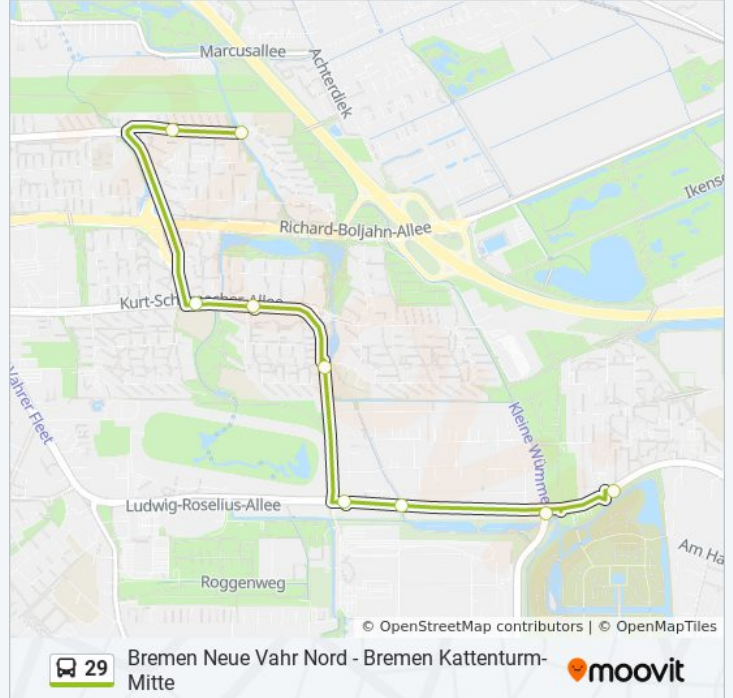 Marcusallee
Achterdiek
Richard-Boljahn-Allee
Kurt-Sch
Allee
Vahrer Fleet
Kleine Wümme
Ludwig-Roselius-Allee
Am Ha
Roggenweg
© OpenStreetMap contributors | © OpenMapTiles
29
Bremen Neue Vahr Nord - Bremen Kattenturm-
Mitte
moovit